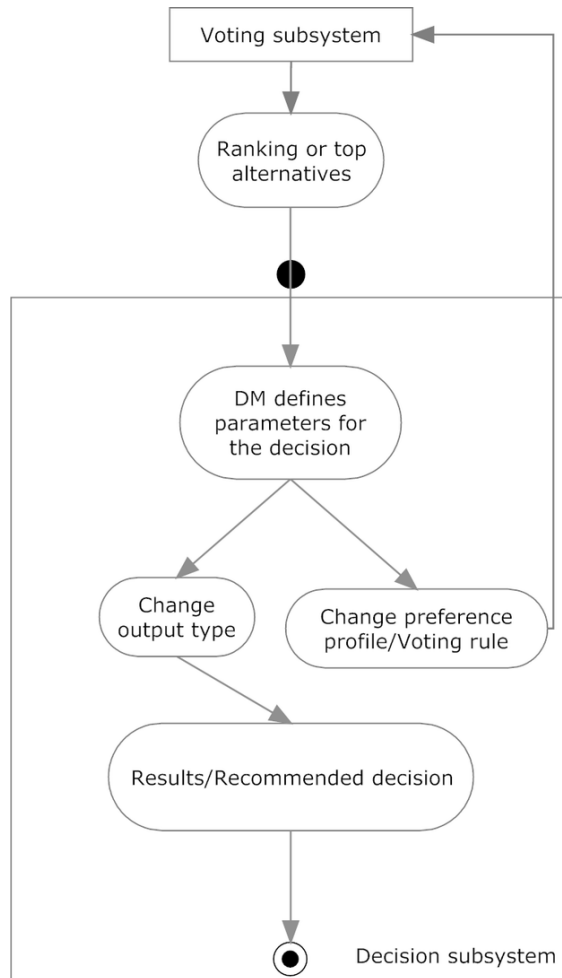 Voting subsystem
Ranking or top
alternatives
DM defines
parameters for
the decision
Change
output type
Change preference
profile/Voting rule
Results/Recommended decision
Decision subsystem